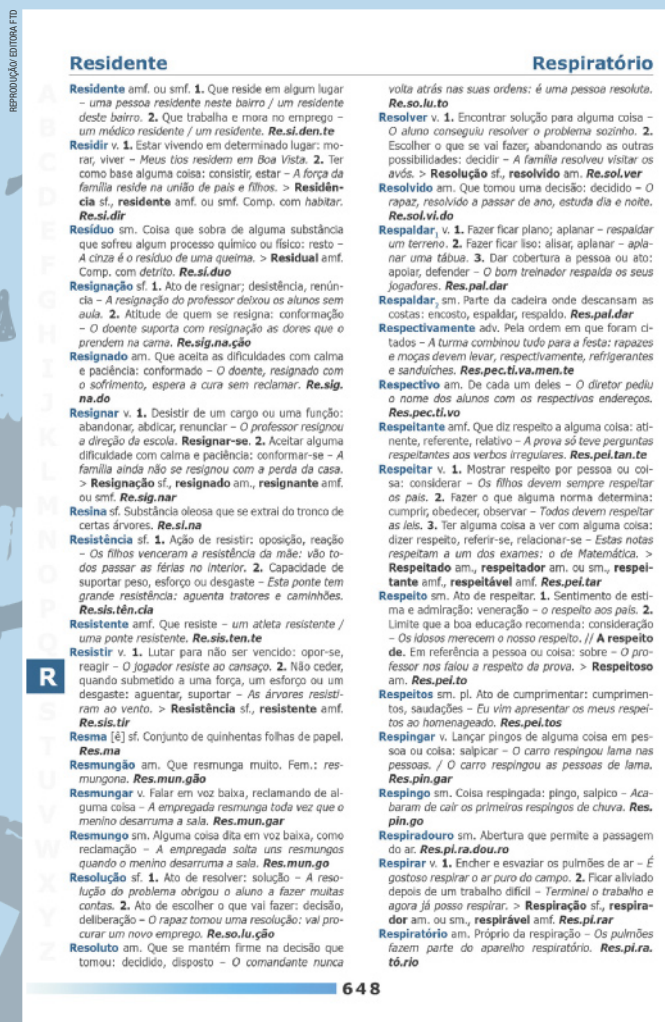 REPRODUÇÃO/ EDITORA FTD
Residente
Respiratório
A
B
C
D
E
F
G
H
I
J
K
L
M
N
O
P
Q
R
S
T
U
V
W
X
Y
Z
Residente amf. ou smf. 1. Que reside em algum lugar
– uma pessoa residente neste bairro / um residente
deste bairro. 2. Que trabalha e mora no emprego –
um médico residente / um residente. Re.si.den.te
Residir v. 1. Estar vivendo em determinado lugar: mo-
rar, viver – Meus tios residem em Boa Vista. 2. Ter
como base alguma coisa: consistir, estar – A força da
família reside na união de pais e filhos. > Residên-
cia sf., residente amf. ou smf. Comp. com habitar.
Re.si.dir
Resíduo sm. Coisa que sobra de alguma substância
que sofreu algum processo químico ou físico: resto –
A cinza é o resíduo de uma queima. > Residual amf.
Comp. com detrito. Re.sí.duo
Resignação sf. 1. Ato de resignar; desistência, renún-
cia – A resignação do professor deixou os alunos sem
aula. 2. Atitude de quem se resigna: conformação
– O doente suporta com resignação as dores que o
prendem na cama. Re.sig.na.ção
Resignado am. Que aceita as dificuldades com calma
e paciência: conformado – O doente, resignado com
o sofrimento, espera a cura sem reclamar. Re.sig.
na.do
Resignar v. 1. Desistir de um cargo ou uma função:
abandonar, abdicar, renunciar – O professor resignou
a direção da escola. Resignar-se. 2. Aceitar alguma
dificuldade com calma e paciência: conformar-se – A
família ainda não se resignou com a perda da casa.
> Resignação sf., resignado am., resignante amf.
ou smf. Re.sig.nar
Resina sf. Substância oleosa que se extrai do tronco de
certas árvores. Re.si.na
Resistência sf. 1. Ação de resistir: oposição, reação
– Os filhos venceram a resistência da mãe: vão to-
dos passar as férias no interior. 2. Capacidade de
suportar peso, esforço ou desgaste – Esta ponte tem
grande resistência: aguenta tratores e caminhões.
Re.sis.tên.cia
Resistente amf. Que resiste – um atleta resistente /
uma ponte resistente. Re.sis.ten.te
Resistir v. 1. Lutar para não ser vencido: opor-se,
reagir – O jogador resiste ao cansaço. 2. Não ceder,
quando submetido a uma força, um esforço ou um
desgaste: aguentar, suportar – As árvores resisti-
ram ao vento. > Resistência sf., resistente amf.
Re.sis.tir
Resma [ê] sf. Conjunto de quinhentas folhas de papel.
Res.ma
Resmungão am. Que resmunga muito. Fem.: res-
mungona. Res.mun.gão
Resmungar v. Falar em voz baixa, reclamando de al-
guma coisa – A empregada resmunga toda vez que o
menino desarruma a sala. Res.mun.gar
Resmungo sm. Alguma coisa dita em voz baixa, como
reclamação – A empregada solta uns resmungos
quando o menino desarruma a sala. Res.mun.go
Resolução sf. 1. Ato de resolver: solução – A reso-
lução do problema obrigou o aluno a fazer muitas
contas. 2. Ato de escolher o que vai fazer: decisão,
deliberação – O rapaz tomou uma resolução: vai pro-
curar um novo emprego. Re.so.lu.ção
Resoluto am. Que se mantém firme na decisão que
tomou: decidido, disposto – O comandante nunca
volta atrás nas suas ordens: é uma pessoa resoluta.
Re.so.lu.to
Resolver v. 1. Encontrar solução para alguma coisa –
O aluno conseguiu resolver o problema sozinho. 2.
Escolher o que se vai fazer, abandonando as outras
possibilidades: decidir – A família resolveu visitar os
avós. > Resolução sf., resolvido am. Re.sol.ver
Resolvido am. Que tomou uma decisão: decidido – O
rapaz, resolvido a passar de ano, estuda dia e noite.
Re.sol.vi.do
Respaldar₁ v. 1. Fazer ficar plano; aplanar – respaldar
um terreno. 2. Fazer ficar liso: alisar, aplanar – apla-
nar uma tábua. 3. Dar cobertura a pessoa ou ato:
apoiar, defender – O bom treinador respalda os seus
jogadores. Res.pal.dar
Respaldar₂ sm. Parte da cadeira onde descansam as
costas: encosto, espaldar, respaldo. Res.pal.dar
Respectivamente adv. Pela ordem em que foram ci-
tados – A turma combinou tudo para a festa: rapazes
e moças devem levar, respectivamente, refrigerantes
e sanduíches. Res.pec.ti.va.men.te
Respectivo am. De cada um deles – O diretor pediu
o nome dos alunos com os respectivos endereços.
Res.pec.ti.vo
Respeitante amf. Que diz respeito a alguma coisa: ati-
nente, referente, relativo – A prova só teve perguntas
respeitantes aos verbos irregulares. Res.pei.tan.te
Respeitar v. 1. Mostrar respeito por pessoa ou coi-
sa: considerar – Os filhos devem sempre respeitar
os pais. 2. Fazer o que alguma norma determina:
cumprir, obedecer, observar – Todos devem respeitar
as leis. 3. Ter alguma coisa a ver com alguma coisa:
dizer respeito, referir-se, relacionar-se – Estas notas
respeitam a um dos exames: o de Matemática. >
Respeitado am., respeitador am. ou sm., respei-
tante amf., respeitável amf. Res.pei.tar
Respeito sm. Ato de respeitar. 1. Sentimento de esti-
ma e admiração: veneração – o respeito aos pais. 2.
Limite que a boa educação recomenda: consideração
– Os idosos merecem o nosso respeito. // A respeito
de. Em referência a pessoa ou coisa: sobre – O pro-
fessor nos falou a respeito da prova. > Respeitoso
am. Res.pei.to
Respeitos sm. pl. Ato de cumprimentar: cumprimen-
tos, saudações – Eu vim apresentar os meus respei-
tos ao homenageado. Res.pei.tos
Respingar v. Lançar pingos de alguma coisa em pes-
soa ou coisa: salpicar – O carro respingou lama nas
pessoas. / O carro respingou as pessoas de lama.
Res.pin.gar
Respingo sm. Coisa respingada: pingo, salpico – Aca-
baram de cair os primeiros respingos de chuva. Res.
pin.go
Respiradouro sm. Abertura que permite a passagem
do ar. Res.pi.ra.dou.ro
Respirar v. 1. Encher e esvaziar os pulmões de ar – É
gostoso respirar o ar puro do campo. 2. Ficar aliviado
depois de um trabalho difícil – Terminei o trabalho e
agora já posso respirar. > Respiração sf., respira-
dor am. ou sm., respirável amf. Res.pi.rar
Respiratório am. Próprio da respiração – Os pulmões
fazem parte do aparelho respiratório. Res.pi.ra.
tó.rio
648